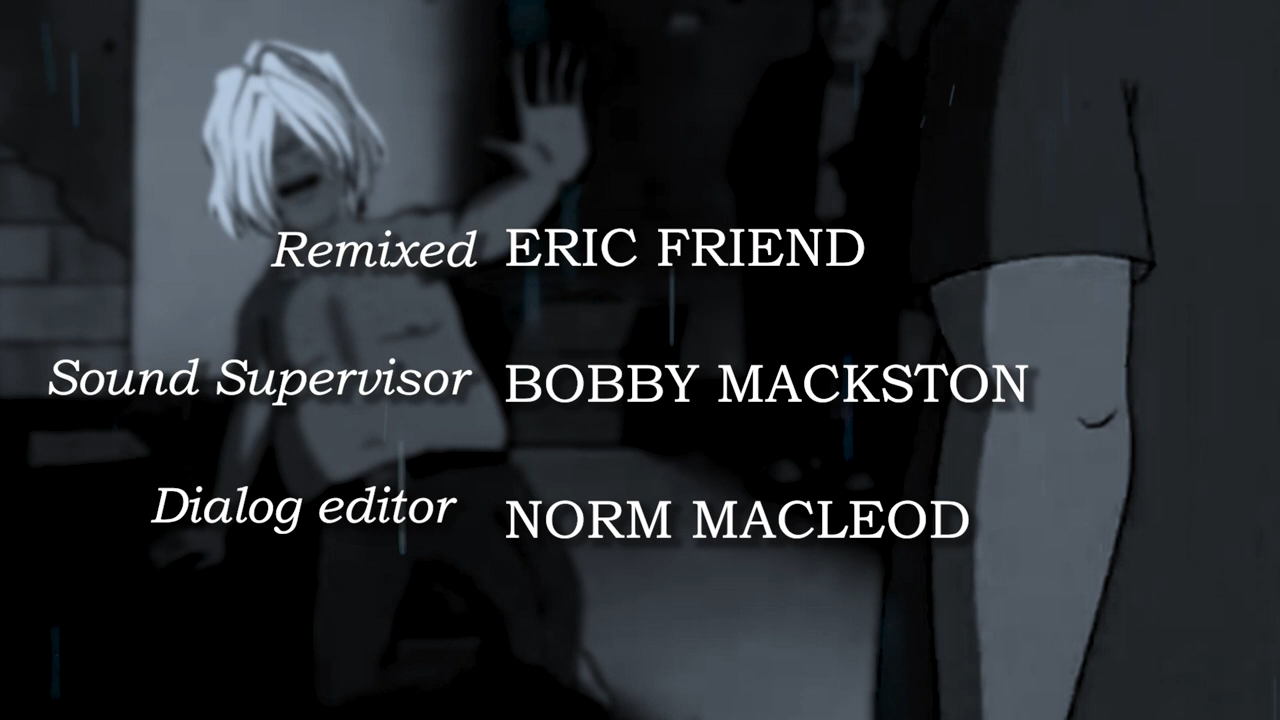 Remixed ERIC FRIEND
Sound Supervisor BOBBY MACKSTON
Dialog editor NORM MACLEOD